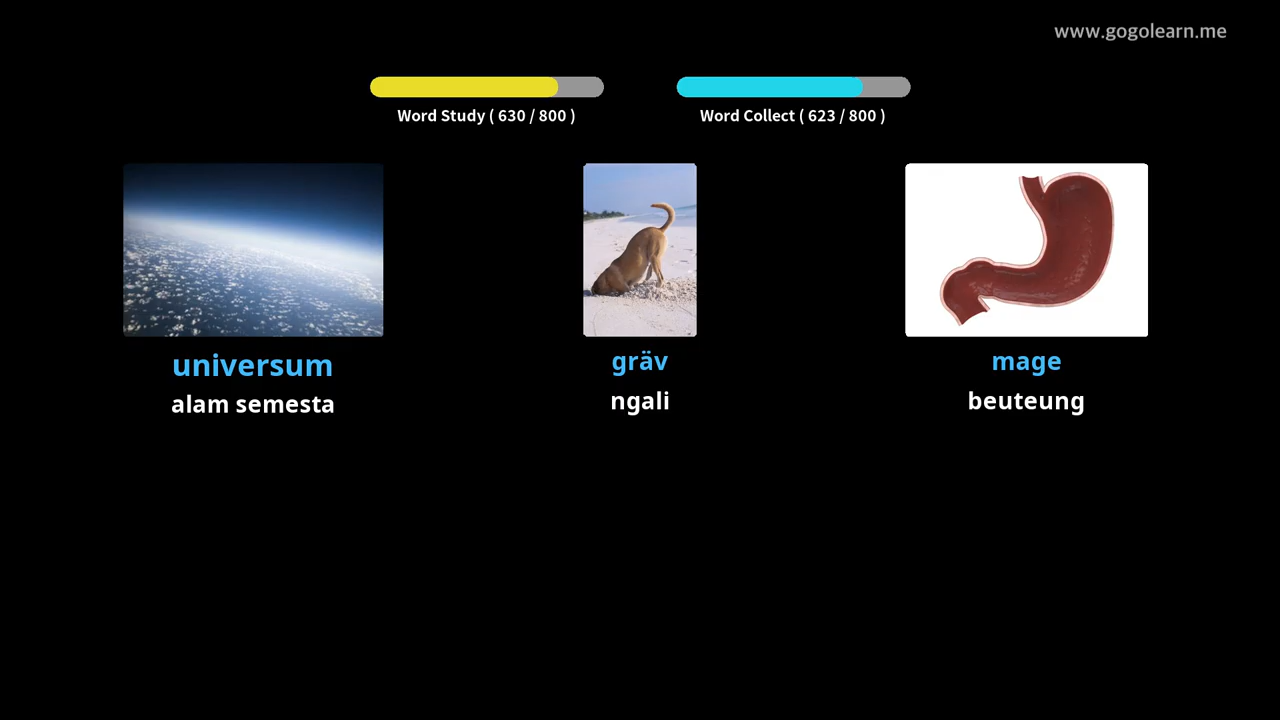 www.gogolearn.me
Word Study ( 630 / 800 )
Word Collect ( 623 / 800 )
universum
alam semesta
gräv
ngali
mage
beuteung